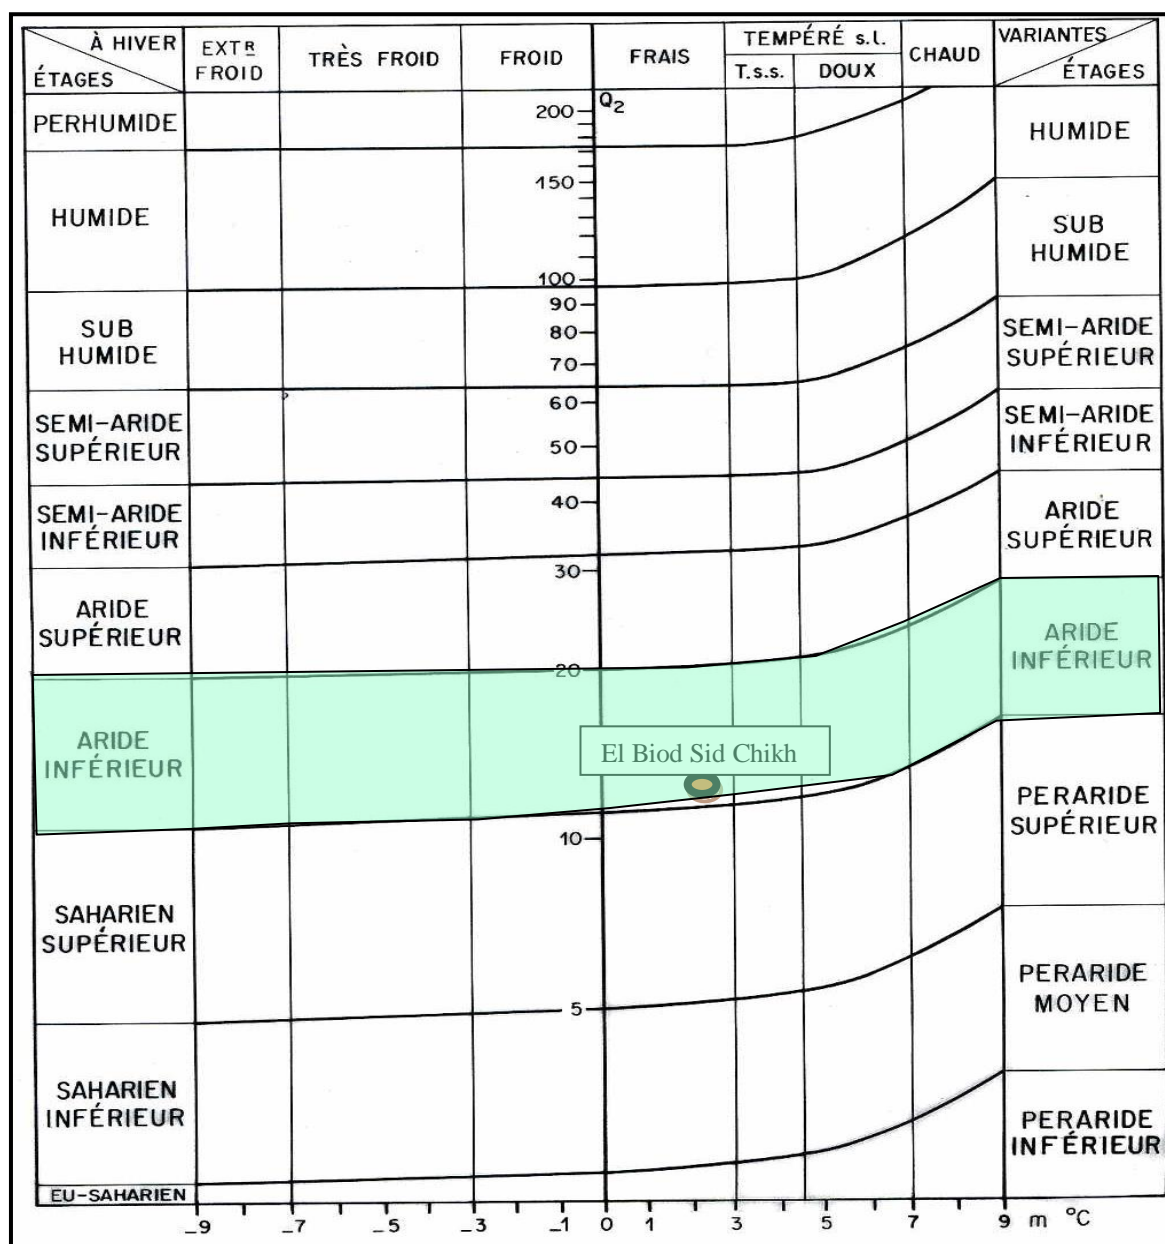 À HIVER
ÉTAGES
EXTR
FROID
TRÈS FROID
FROID
FRAIS
TEMPÉRÉ s.l.
T.s.s.
DOUX
CHAUD
VARIANTES
ÉTAGES
PERHUMIDE
HUMIDE
SUB
HUMIDE
SEMI-ARIDE
SUPÉRIEUR
SEMI-ARIDE
INFÉRIEUR
ARIDE
SUPÉRIEUR
ARIDE
INFÉRIEUR
SAHARIEN
SUPÉRIEUR
SAHARIEN
INFÉRIEUR
EU-SAHARIEN
Q2
200
150
100
90
80
70
60
50
40
30
20
10
5
El Biod Sid Chikh
HUMIDE
SUB
HUMIDE
SEMI-ARIDE
SUPÉRIEUR
SEMI-ARIDE
INFÉRIEUR
ARIDE
SUPÉRIEUR
ARIDE
INFÉRIEUR
PERARIDE
SUPÉRIEUR
PERARIDE
MOYEN
PERARIDE
INFÉRIEUR
-9 -7 -5 -3 -1 0 1 3 5 7 9 m °C